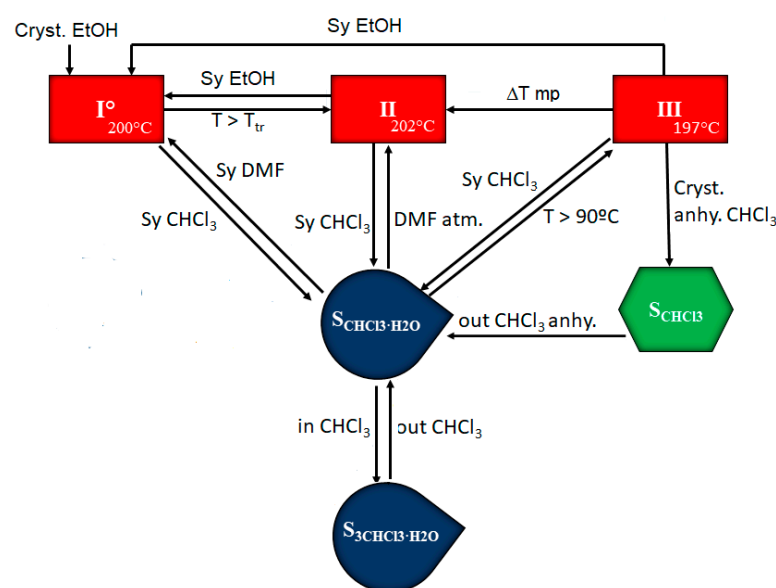 Cryst. EtOH
Sy EtOH
Sy EtOH
I°
200°C
T > Ttr
II
202°C
ΔT mp
III
197°C
Sy DMF
Sy CHCl3
Sy CHCl3
DMF atm.
Sy CHCl3
T > 90ºC
Cryst.
anhy. CHCl3
SCHCl3·H2O
out CHCl3 anhy.
SCHCl3
in CHCl3
out CHCl3
S3CHCl3·H2O